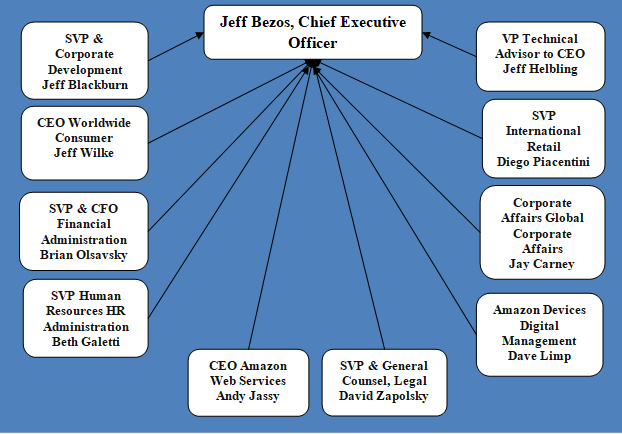 Jeff Bezos, Chief Executive
Officer
SVP &
Corporate
Development
Jeff Blackburn
VP Technical
Advisor to CEO
Jeff Helbling
CEO Worldwide
Consumer
Jeff Wilke
SVP
International
Retail
Diego Piacentini
SVP & CFO
Financial
Administration
Brian Olsavsky
Corporate
Affairs Global
Corporate
Affairs
Jay Carney
SVP Human
Resources HR
Administration
Beth Galetti
Amazon Devices
Digital
Management
Dave Limp
CEO Amazon
Web Services
Andy Jassy
SVP & General
Counsel, Legal
David Zapolsky